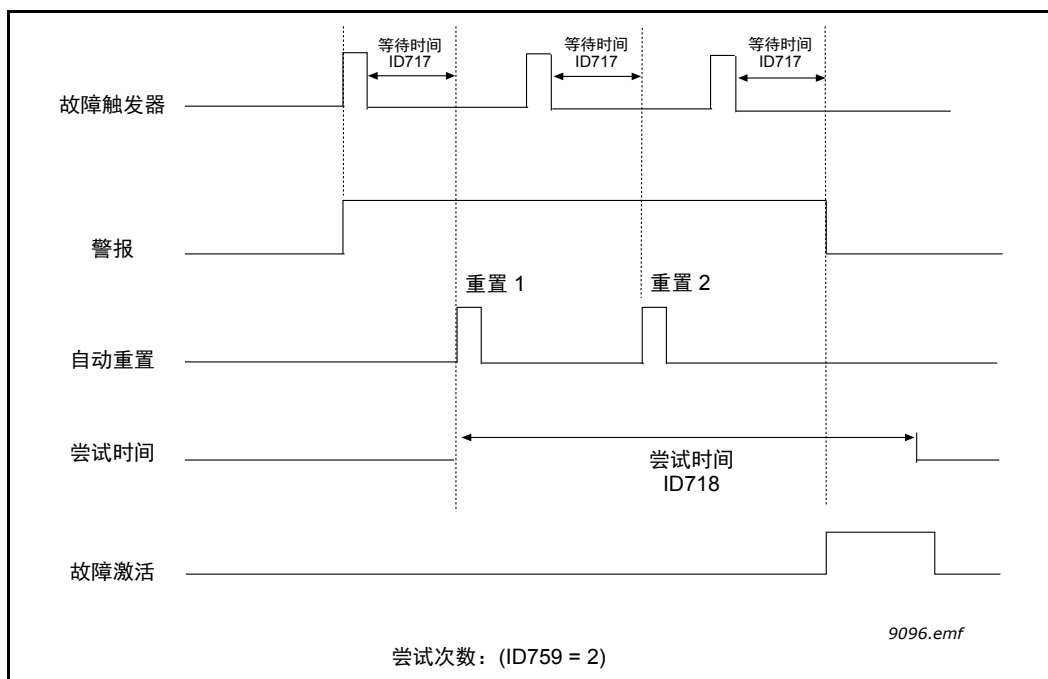 等待时间
ID717
等待时间
ID717
等待时间
ID717
故障触发器
警报
重置 1
重置 2
自动重置
尝试时间
尝试时间
ID718
故障激活
9096.emf
尝试次数：(ID759 = 2)